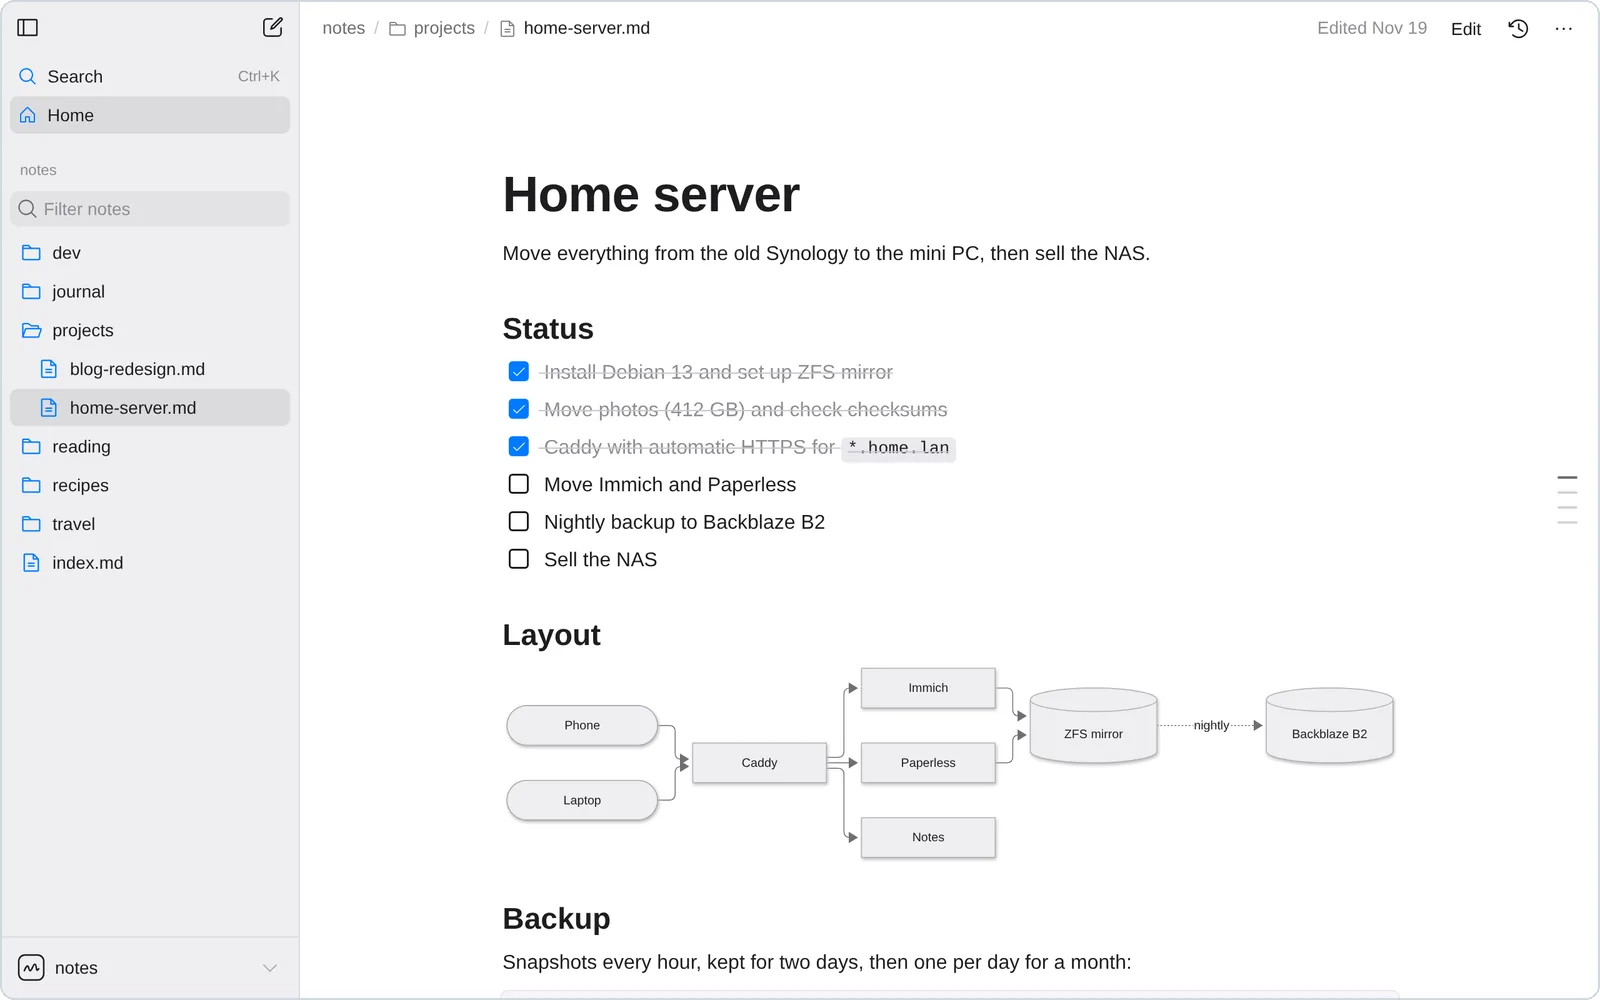 Search Ctrl+K
Home
notes
Filter notes
dev
journal
projects
blog-redesign.md
home-server.md
reading
recipes
travel
index.md
notes
notes / projects / home-server.md
Edited Nov 19 Edit
Home server
Move everything from the old Synology to the mini PC, then sell the NAS.
Status
Install Debian 13 and set up ZFS mirror
Move photos (412 GB) and check checksums
Caddy with automatic HTTPS for *.home.lan
Move Immich and Paperless
Nightly backup to Backblaze B2
Sell the NAS
Layout
Phone
Laptop
Caddy
Immich
Paperless
Notes
ZFS mirror
nightly
Backblaze B2
Backup
Snapshots every hour, kept for two days, then one per day for a month: